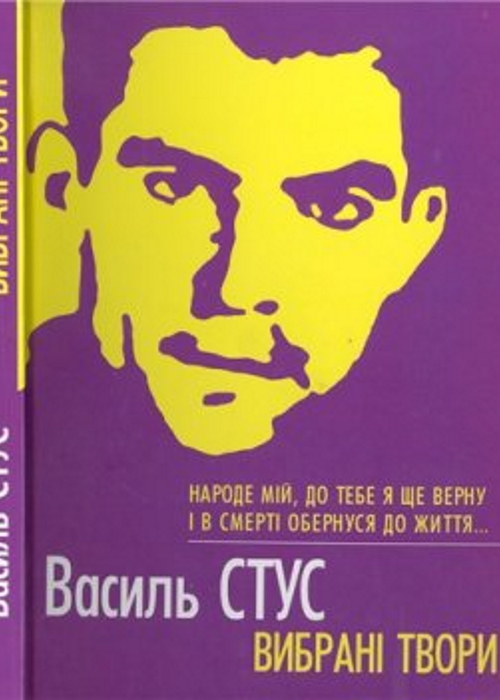 НАРОДЕ МІЙ, ДО ТЕБЕ Я ЩЕ ВЕРНУ
І В СМЕРТІ ОБЕРНУСЯ ДО ЖИТТЯ...
Василь СТУС
ВИБРАНІ ТВОРИ
Василь СТУС
ВИБРАНІ ТВОРИ